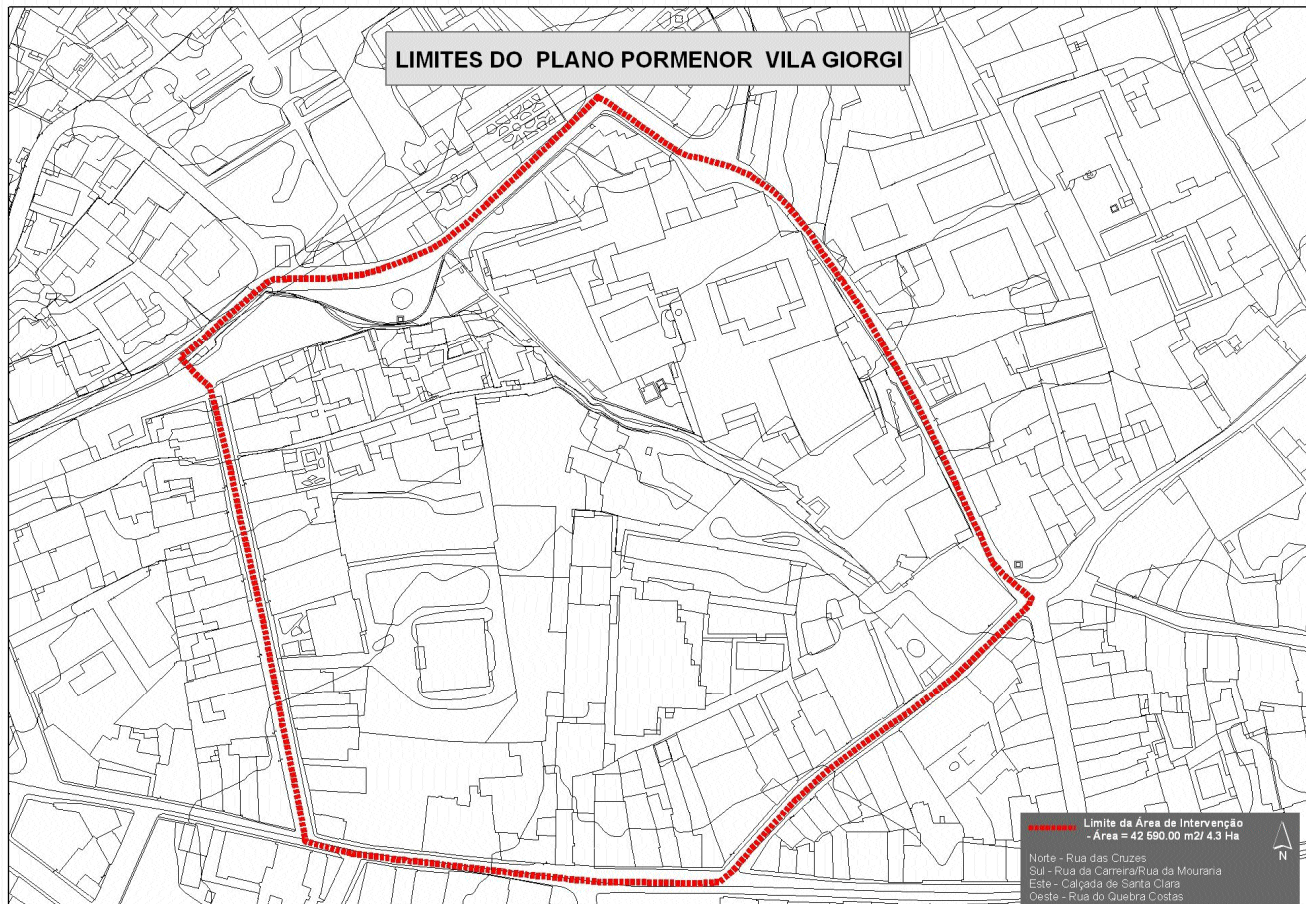 LIMITES DO PLANO PORMENOR VILA GIORGI
Limite da Área de Intervenção
- Área = 42 590.00 m2/ 4.3 Ha
N
Norte - Rua das Cruzes
Sul - Rua da Carreira/Rua da Mouraria
Este - Calçada de Santa Clara
Oeste - Rua do Quebra Costas